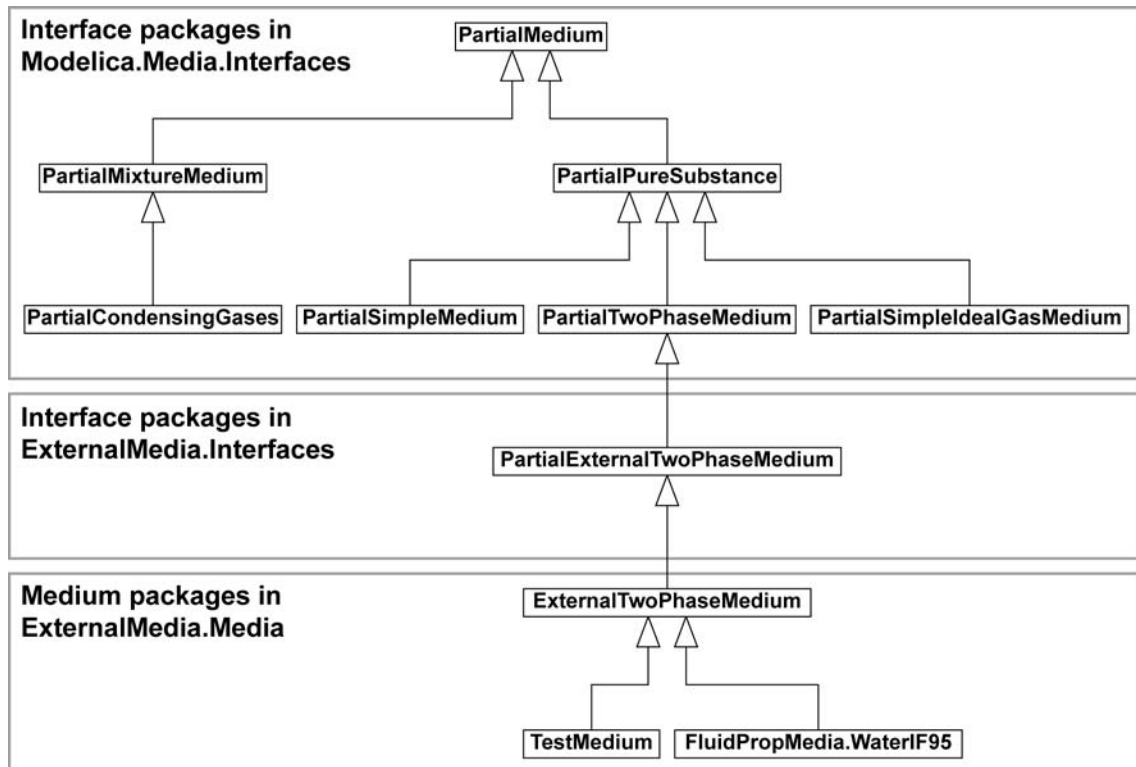 Interface packages in
Modelica.Media.Interfaces
PartialMedium
PartialMixtureMedium
PartialPureSubstance
PartialCondensingGases
PartialSimpleMedium
PartialTwoPhaseMedium
PartialSimpleIdealGasMedium
Interface packages in
ExternalMedia.Interfaces
PartialExternalTwoPhaseMedium
Medium packages in
ExternalMedia.Media
ExternalTwoPhaseMedium
TestMedium
FluidPropMedia.WaterIF95